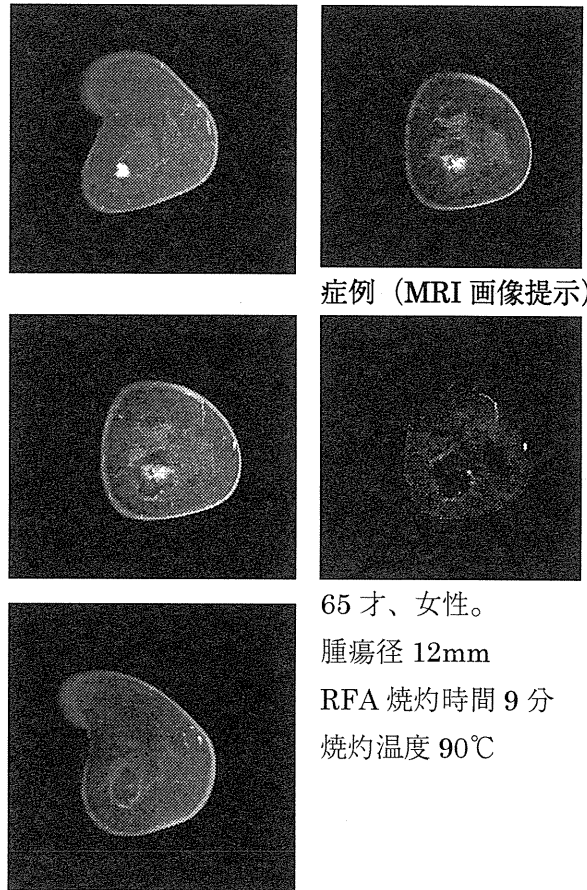 症例（MRI 画像提示）
65 才、女性。
腫瘍径 12mm
RFA 焼灼時間 9 分
焼灼温度 90℃